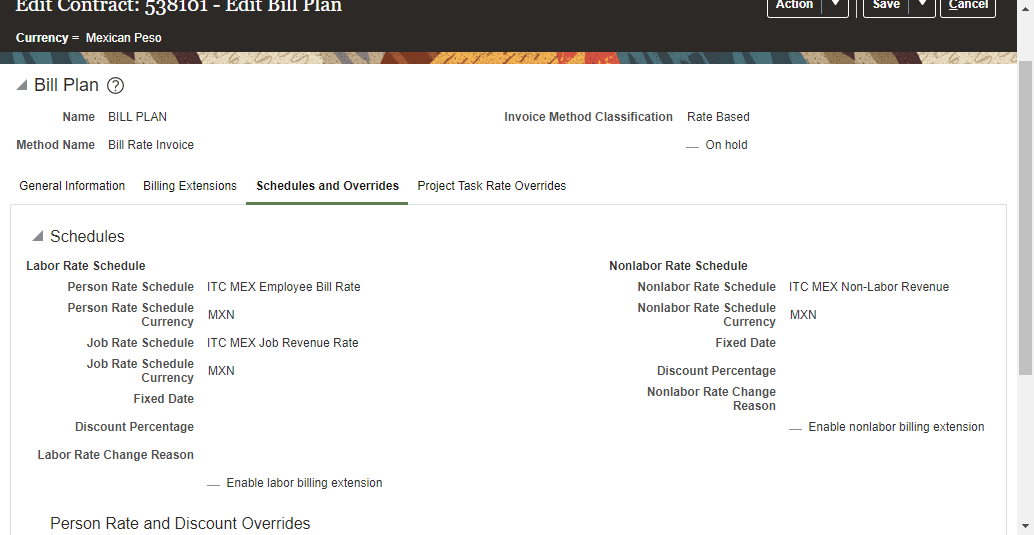 Edit Contract: 538101 - Edit Bill Plan
Action
Save
Cancel
Currency = Mexican Peso
Bill Plan
Name BILL PLAN
Invoice Method Classification Rate Based
Method Name Bill Rate Invoice
On hold
General Information Billing Extensions Schedules and Overrides Project Task Rate Overrides
Schedules
Labor Rate Schedule
Person Rate Schedule ITC MEX Employee Bill Rate
Person Rate Schedule
Currency MXN
Job Rate Schedule ITC MEX Job Revenue Rate
Job Rate Schedule
Currency MXN
Fixed Date
Discount Percentage
Labor Rate Change Reason
Enable labor billing extension
Nonlabor Rate Schedule
Nonlabor Rate Schedule ITC MEX Non-Labor Revenue
Nonlabor Rate Schedule
Currency MXN
Fixed Date
Discount Percentage
Nonlabor Rate Change
Reason
Enable nonlabor billing extension
Person Rate and Discount Overrides